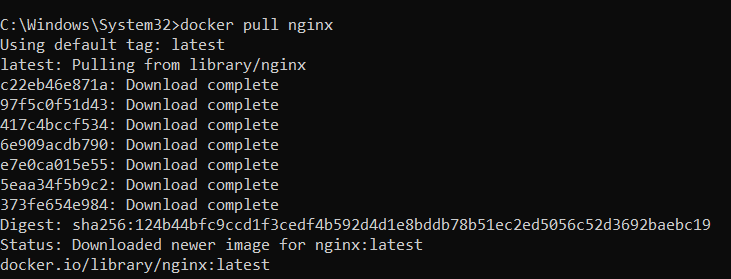 C:\Windows\System32>docker pull nginx
Using default tag: latest
latest: Pulling from library/nginx
c22eb46e871a: Download complete
97f5c0f51d43: Download complete
417c4bccf534: Download complete
6e909acdb790: Download complete
e7e0ca015e55: Download complete
5eaa34f5b9c2: Download complete
373fe654e984: Download complete
Digest: sha256:124b44bfc9ccd1f3cedf4b592d4d1e8bddb78b51ec2ed5056c52d3692baebc19
Status: Downloaded newer image for nginx:latest
docker.io/library/nginx:latest